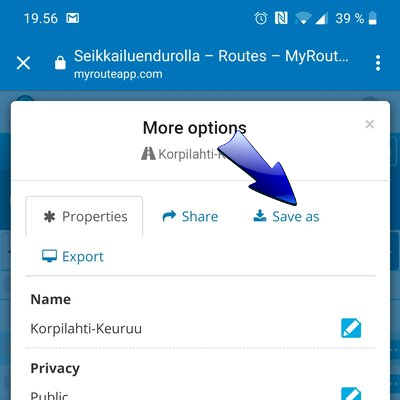 19.56
39 %
Seikkailuendurolla – Routes – MyRout…
myrouteapp.com
More options
×
Korpilahti-K
Properties
Share
Save as
Export
Name
Korpilahti-Keuruu
Privacy
Public